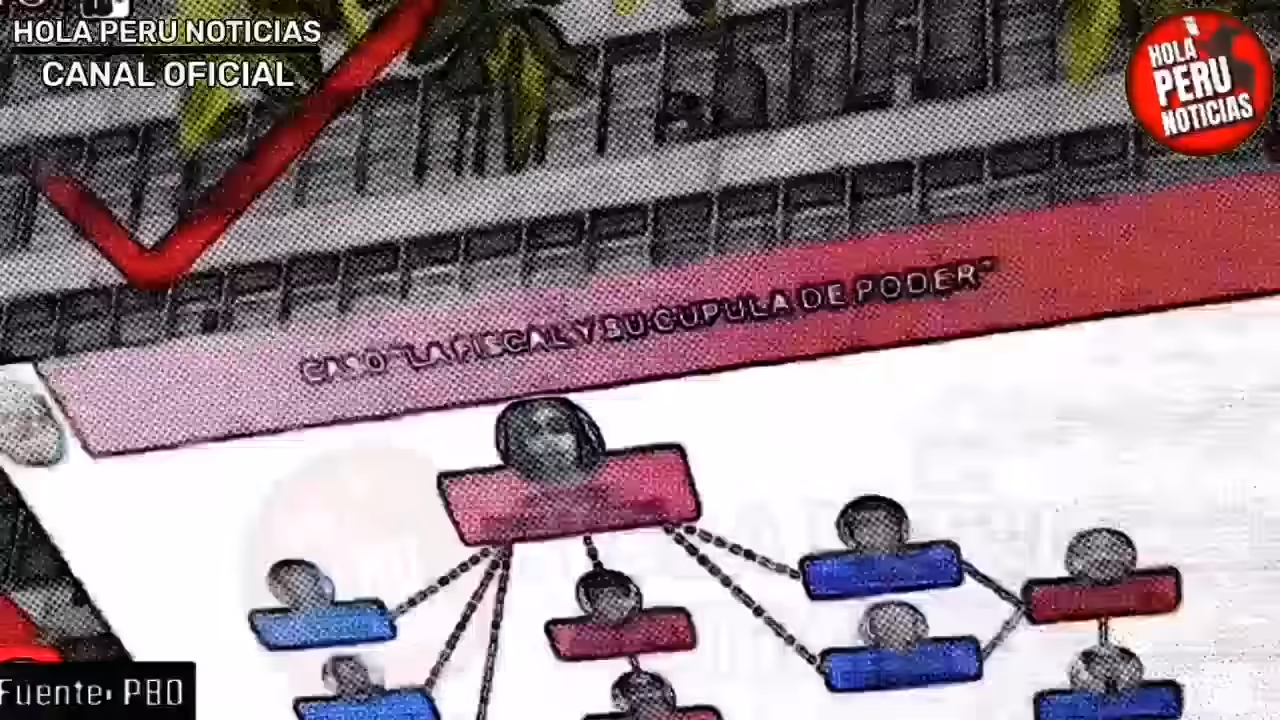 HOLA PERU NOTICIAS
CANAL OFICIAL
HOLA
PERU
NOTICIAS
CASO "LA FISCAL Y SU CUPULA DE PODER"
Fuente: PBO